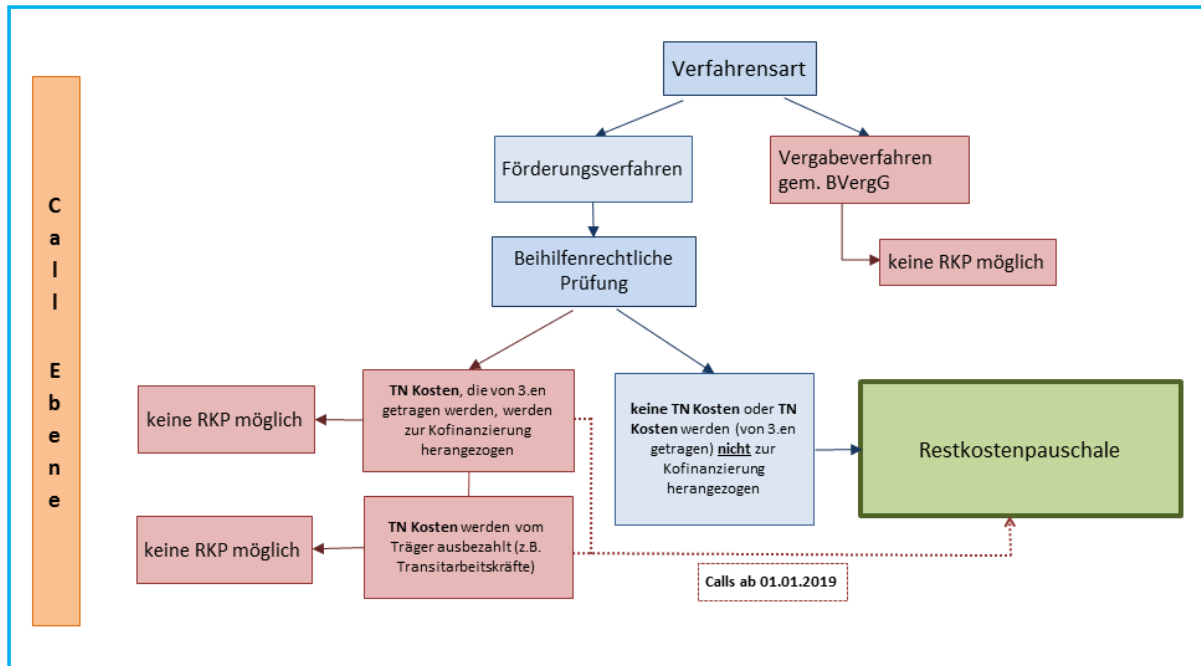 Call Ebene
Verfahrensart
Förderungsverfahren
Vergabeverfahren
gem. BVergG
keine RKP möglich
Beihilfenrechtliche
Prüfung
keine RKP möglich
TN Kosten, die von 3.en
getragen werden, werden
zur Kofinanzierung
herangezogen
keine TN Kosten oder TN
Kosten werden (von 3.en
getragen) nicht zur
Kofinanzierung
herangezogen
Restkostenpauschale
keine RKP möglich
TN Kosten werden vom
Träger ausbezahlt (z.B.
Transitarbeitskräfte)
Calls ab 01.01.2019